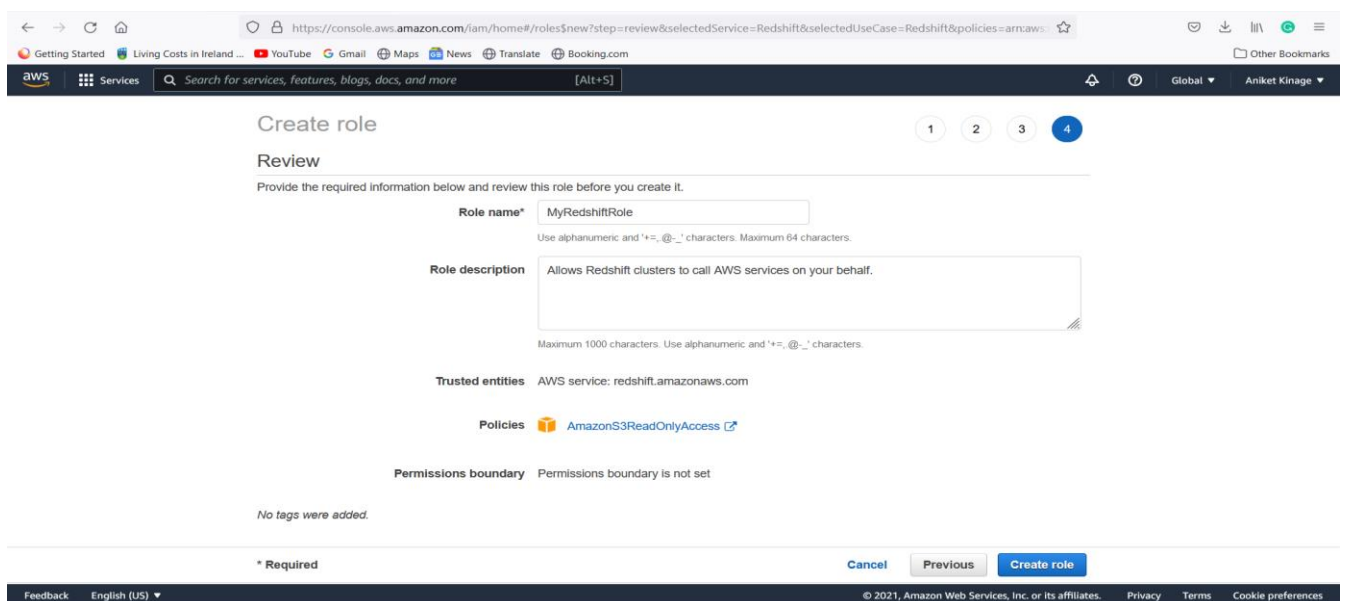 https://console.aws.amazon.com/iam/home#/roles$new?step=review&selectedService=Redshift&selectedUseCase=Redshift&policies=arn:aws:
Getting Started Living Costs in Ireland ... YouTube Gmail Maps News Translate Booking.com Other Bookmarks
aws Services Search for services, features, blogs, docs, and more [Alt+S] Global ▼ Aniket Kinage ▼
Create role 1 2 3 4
Review
Provide the required information below and review this role before you create it.
Role name* MyRedshiftRole
Use alphanumeric and '+=,.@-_' characters. Maximum 64 characters.
Role description Allows Redshift clusters to call AWS services on your behalf.
Maximum 1000 characters. Use alphanumeric and '+=,.@-_' characters.
Trusted entities AWS service: redshift.amazonaws.com
Policies AmazonS3ReadOnlyAccess
Permissions boundary Permissions boundary is not set
No tags were added.
* Required Cancel Previous Create role
Feedback English (US) ▼ © 2021, Amazon Web Services, Inc. or its affiliates. Privacy Terms Cookie preferences